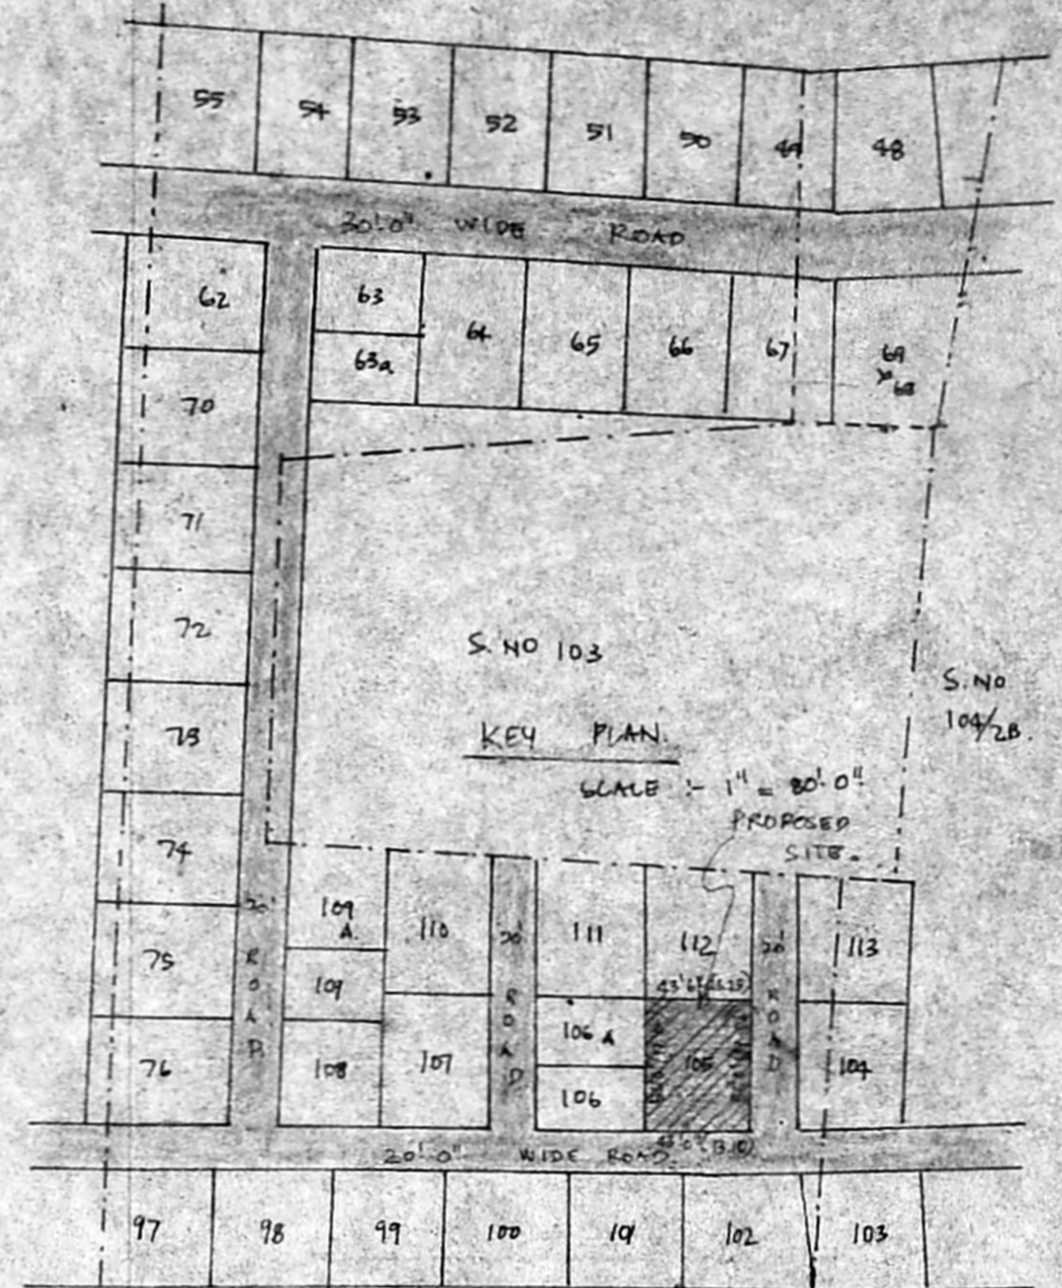 55 54 53 52 51 50 49 48
30'.0" WIDE ROAD
62 63 64 65 66 67 69
63a
68
70
71
72
S. NO 103
S. NO
104/2B.
73
KEY PLAN.
SCALE :- 1" = 80'.0"
PROPOSED
SITE.
74
20' ROAD
109
A.
110
20' ROAD
111
112
20' ROAD
113
75
109
43'.6"
106 A
105
76
108
107
106
104
20'.0" WIDE ROAD.
97 98 99 100 101 102 103